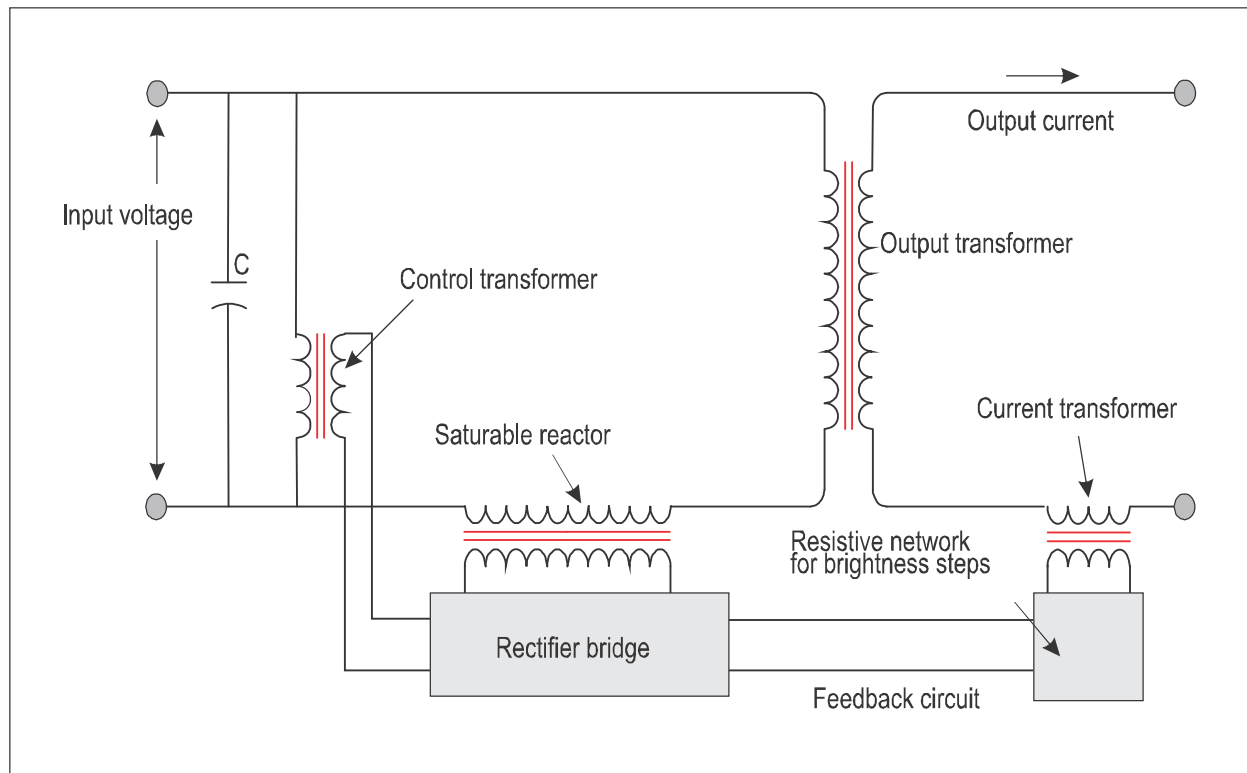 Output current
Input voltage
Output transformer
C
Control transformer
Current transformer
Saturable reactor
Resistive network
for brightness steps
Rectifier bridge
Feedback circuit